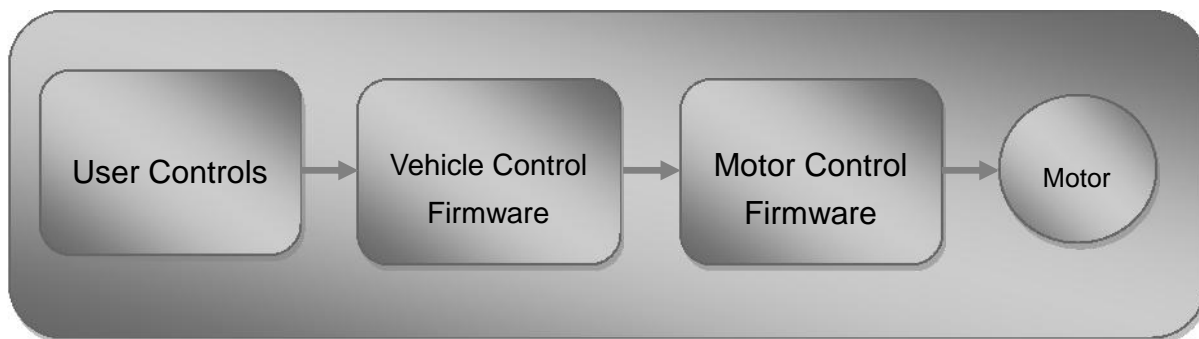 User Controls
Vehicle Control
Firmware
Motor Control
Firmware
Motor